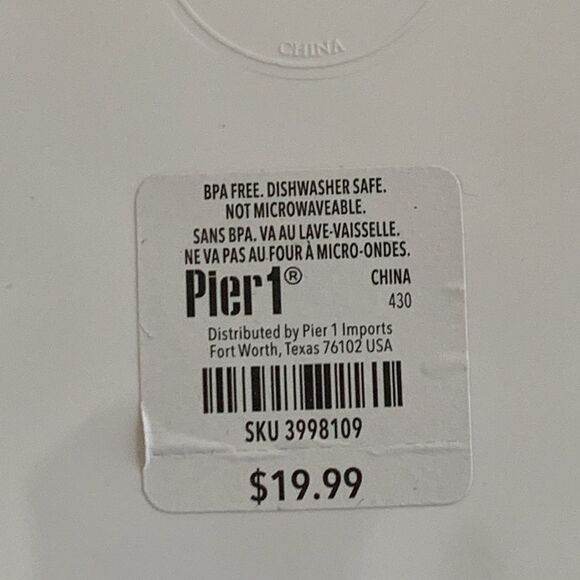 CHINA
BPA FREE. DISHWASHER SAFE.
NOT MICROWAVEABLE.
SANS BPA. VA AU LAVE-VAISSELLE.
NE VA PAS AU FOUR À MICRO-ONDES.
Pier1® CHINA
430
Distributed by Pier 1 Imports
Fort Worth, Texas 76102 USA
SKU 3998109
$19.99